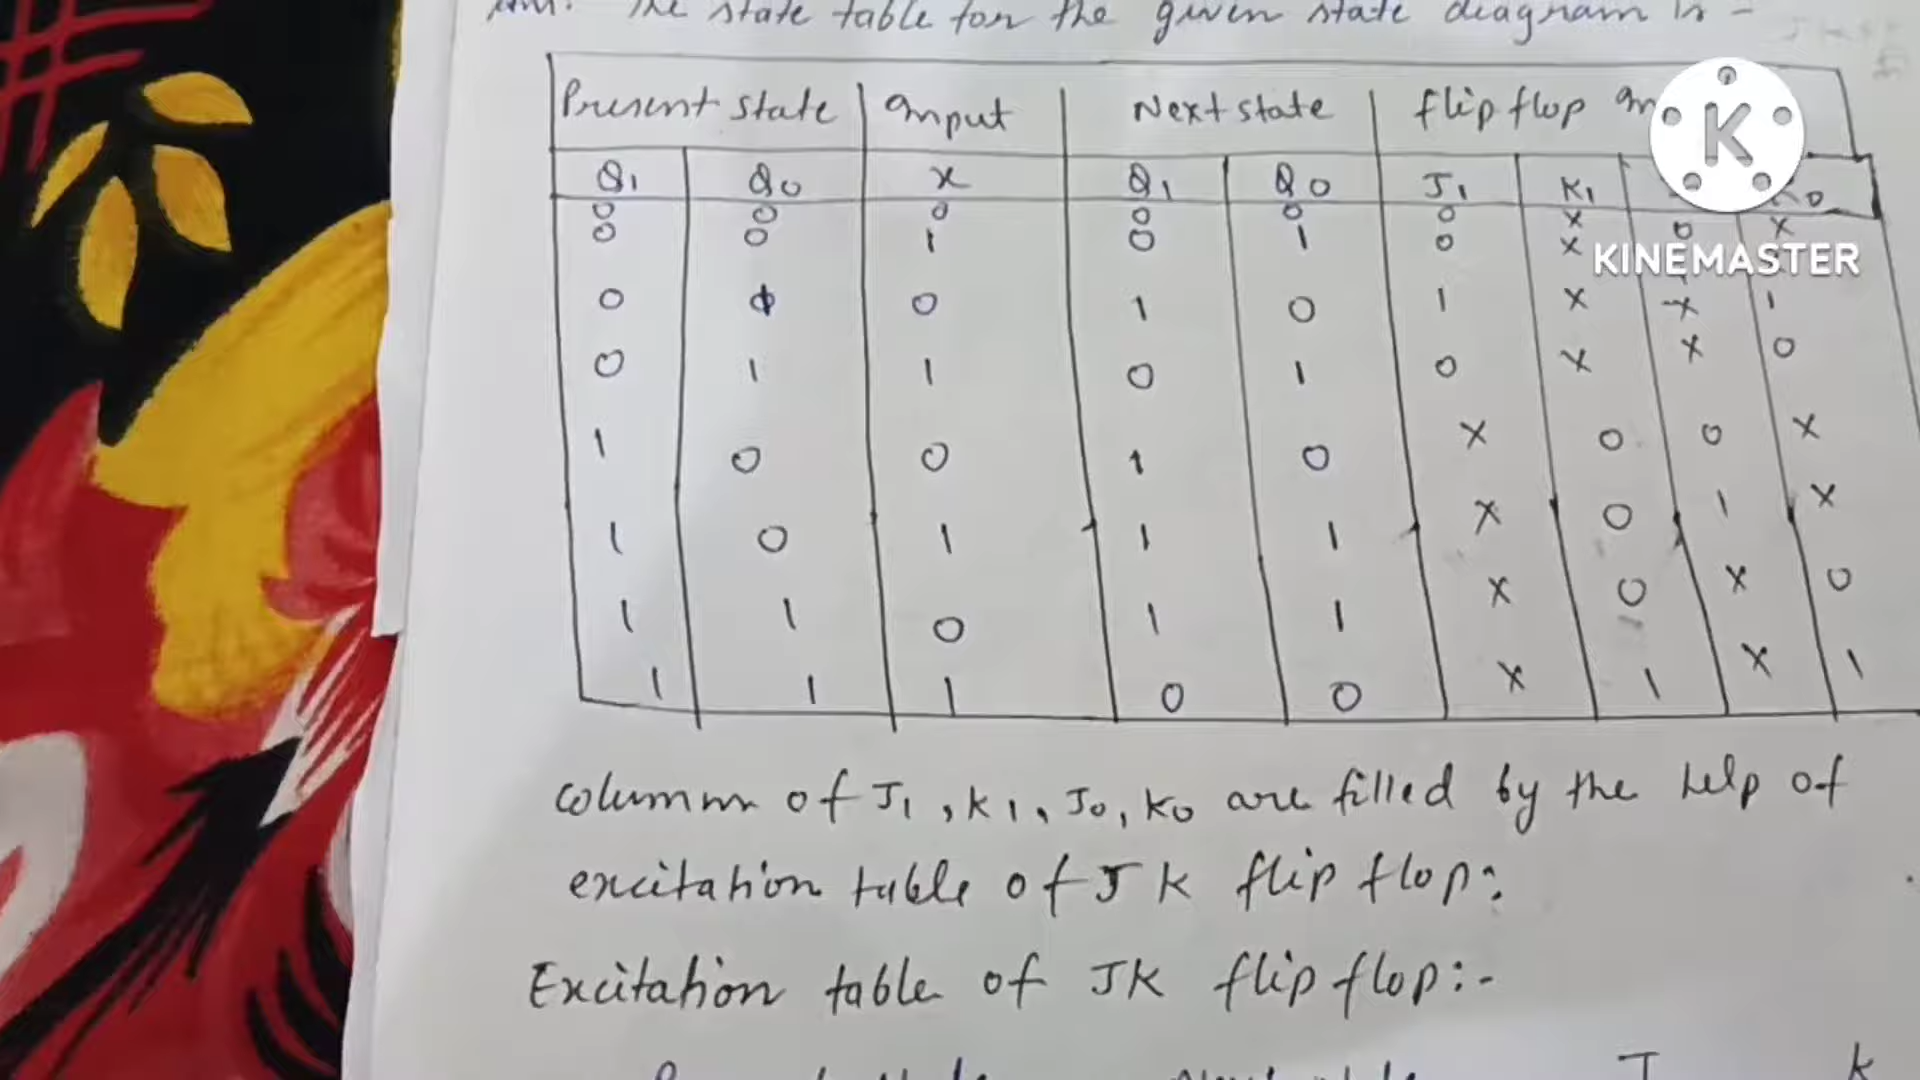 The state table for the given state diagram is -
Present state Input Next state flip flop In
Q1 Q0 x Q1 Q0 J1 K1 K0
0 0 0 0 0 0 x 0 x
0 0 1 0 1 0 x
0 1 0 1 0 1 x x 1
0 1 1 0 1 0 x x 0
1 0 0 1 0 x 0 0 x
1 0 1 1 1 x 0 1 x
1 1 0 1 1 x 0 x 0
1 1 1 0 0 x 1 x 1
column of J1, K1, J0, K0 are filled by the help of
excitation table of JK flip flop:
Excitation table of JK flip flop:-
J K
K
KINEMASTER